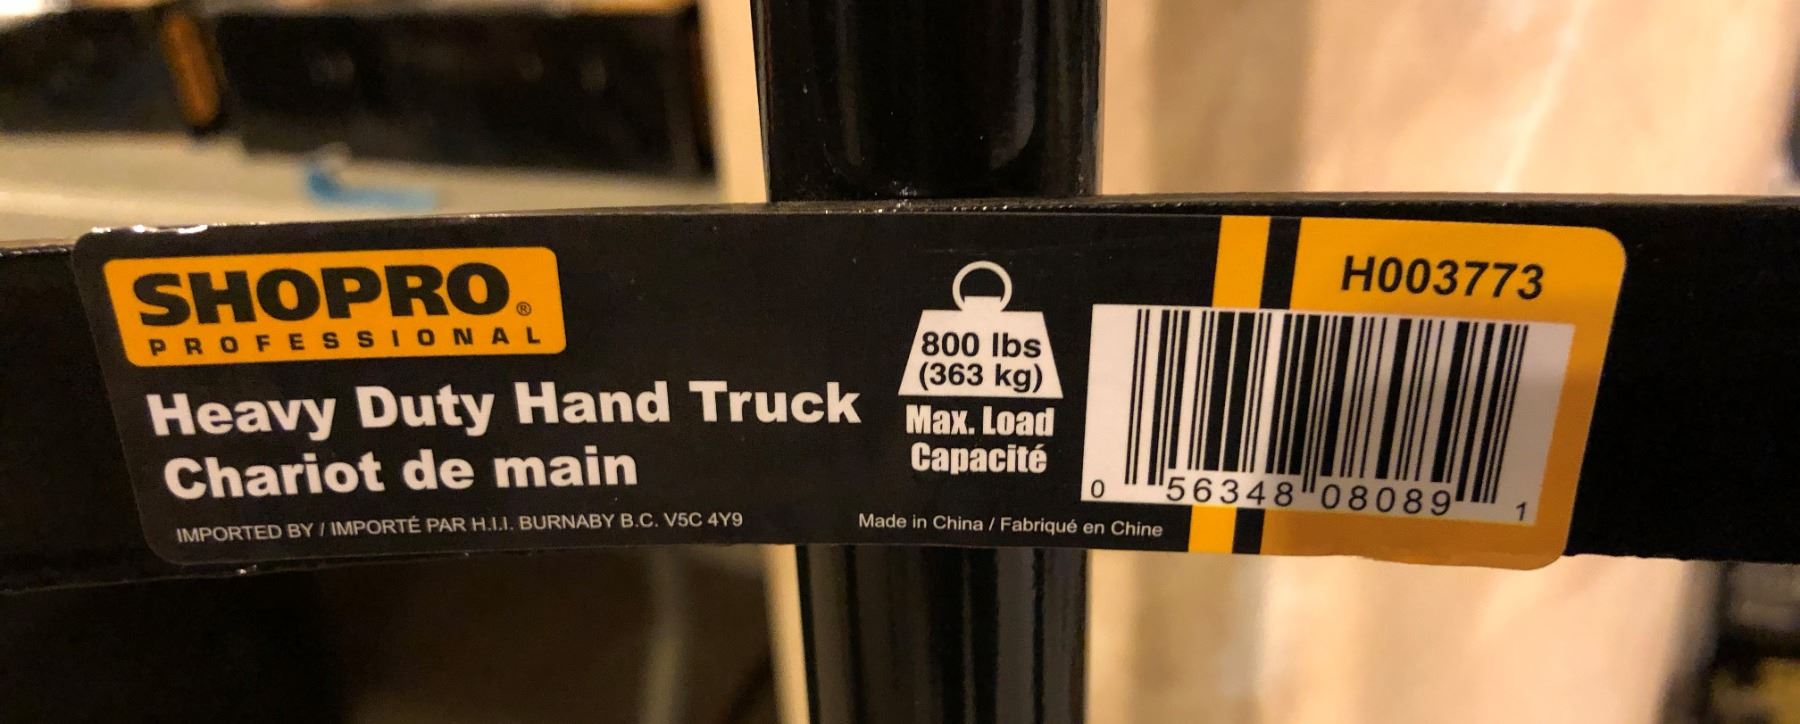 SHOPRO®
PROFESSIONAL
Heavy Duty Hand Truck
Chariot de main
IMPORTED BY / IMPORTÉ PAR H.I.I. BURNABY B.C. V5C 4Y9
800 lbs
(363 kg)
Max. Load
Capacité
Made in China / Fabriqué en Chine
H003773
0 56348 08089 1